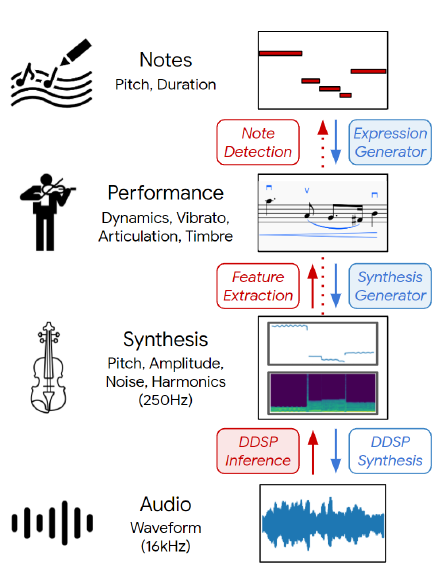 Notes
Pitch, Duration
Note
Detection
Expression
Generator
Performance
Dynamics, Vibrato,
Articulation, Timbre
Feature
Extraction
Synthesis
Generator
Synthesis
Pitch, Amplitude,
Noise, Harmonics
(250Hz)
DDSP
Inference
DDSP
Synthesis
Audio
Waveform
(16kHz)